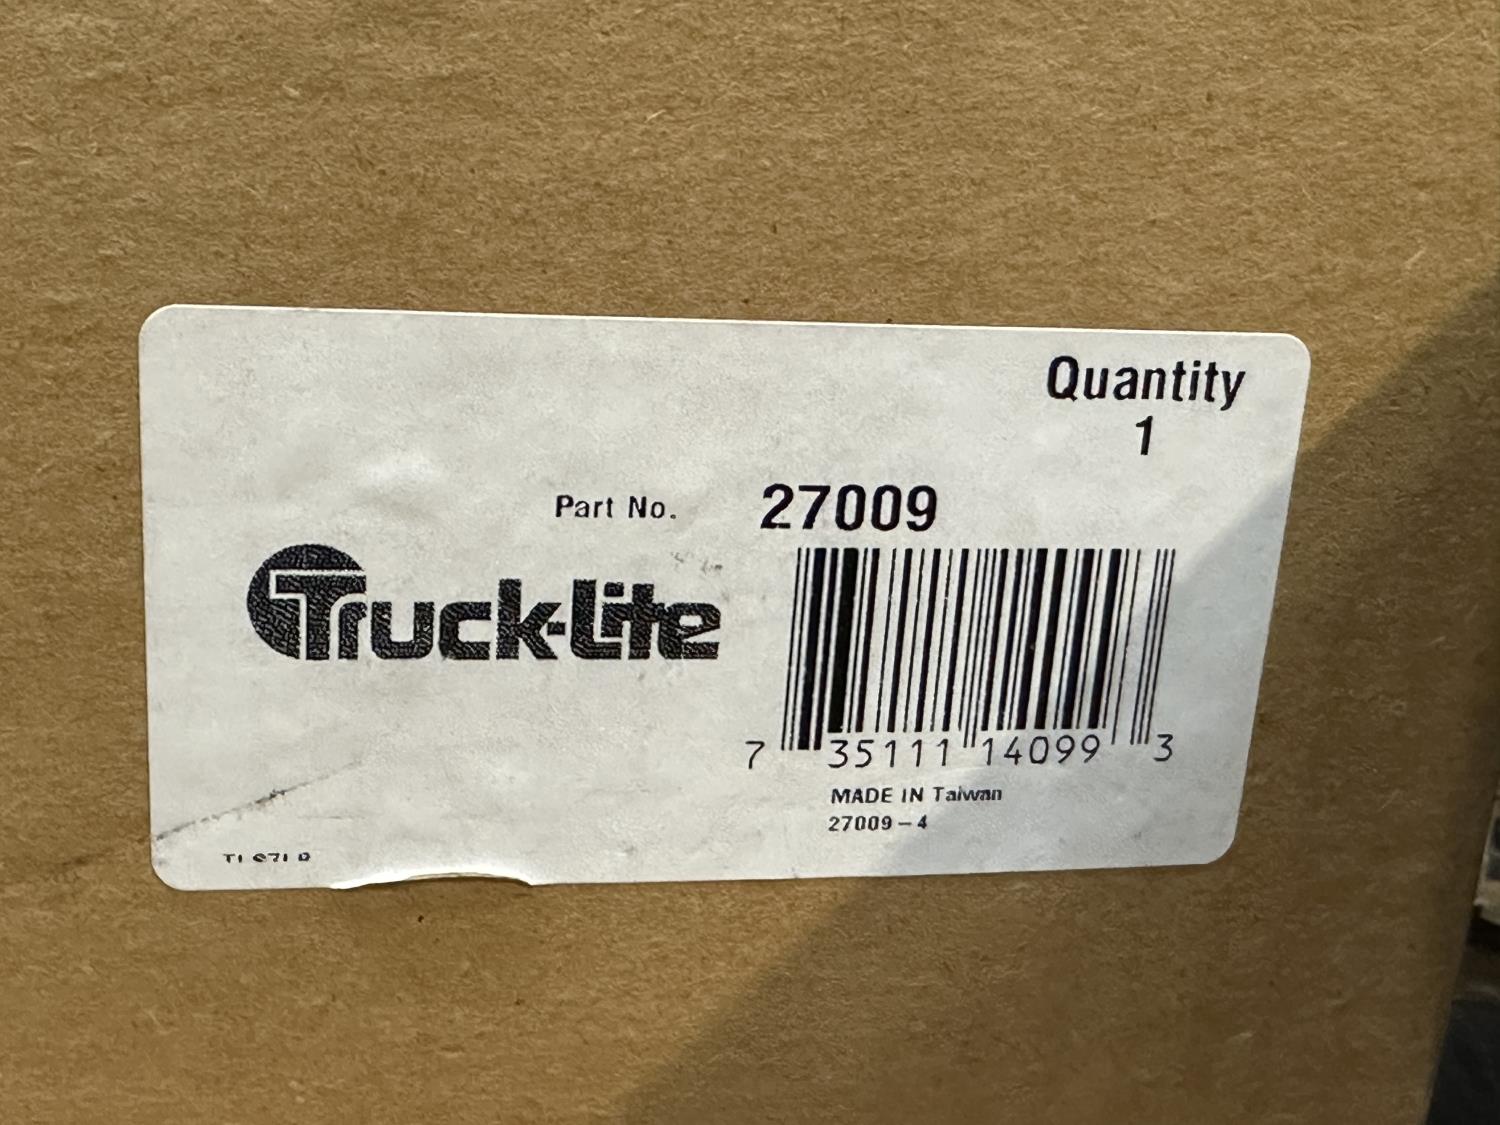 Quantity
1
Part No. 27009
Truck-Lite
7 35111 14099 3
MADE IN Taiwan
27009-4